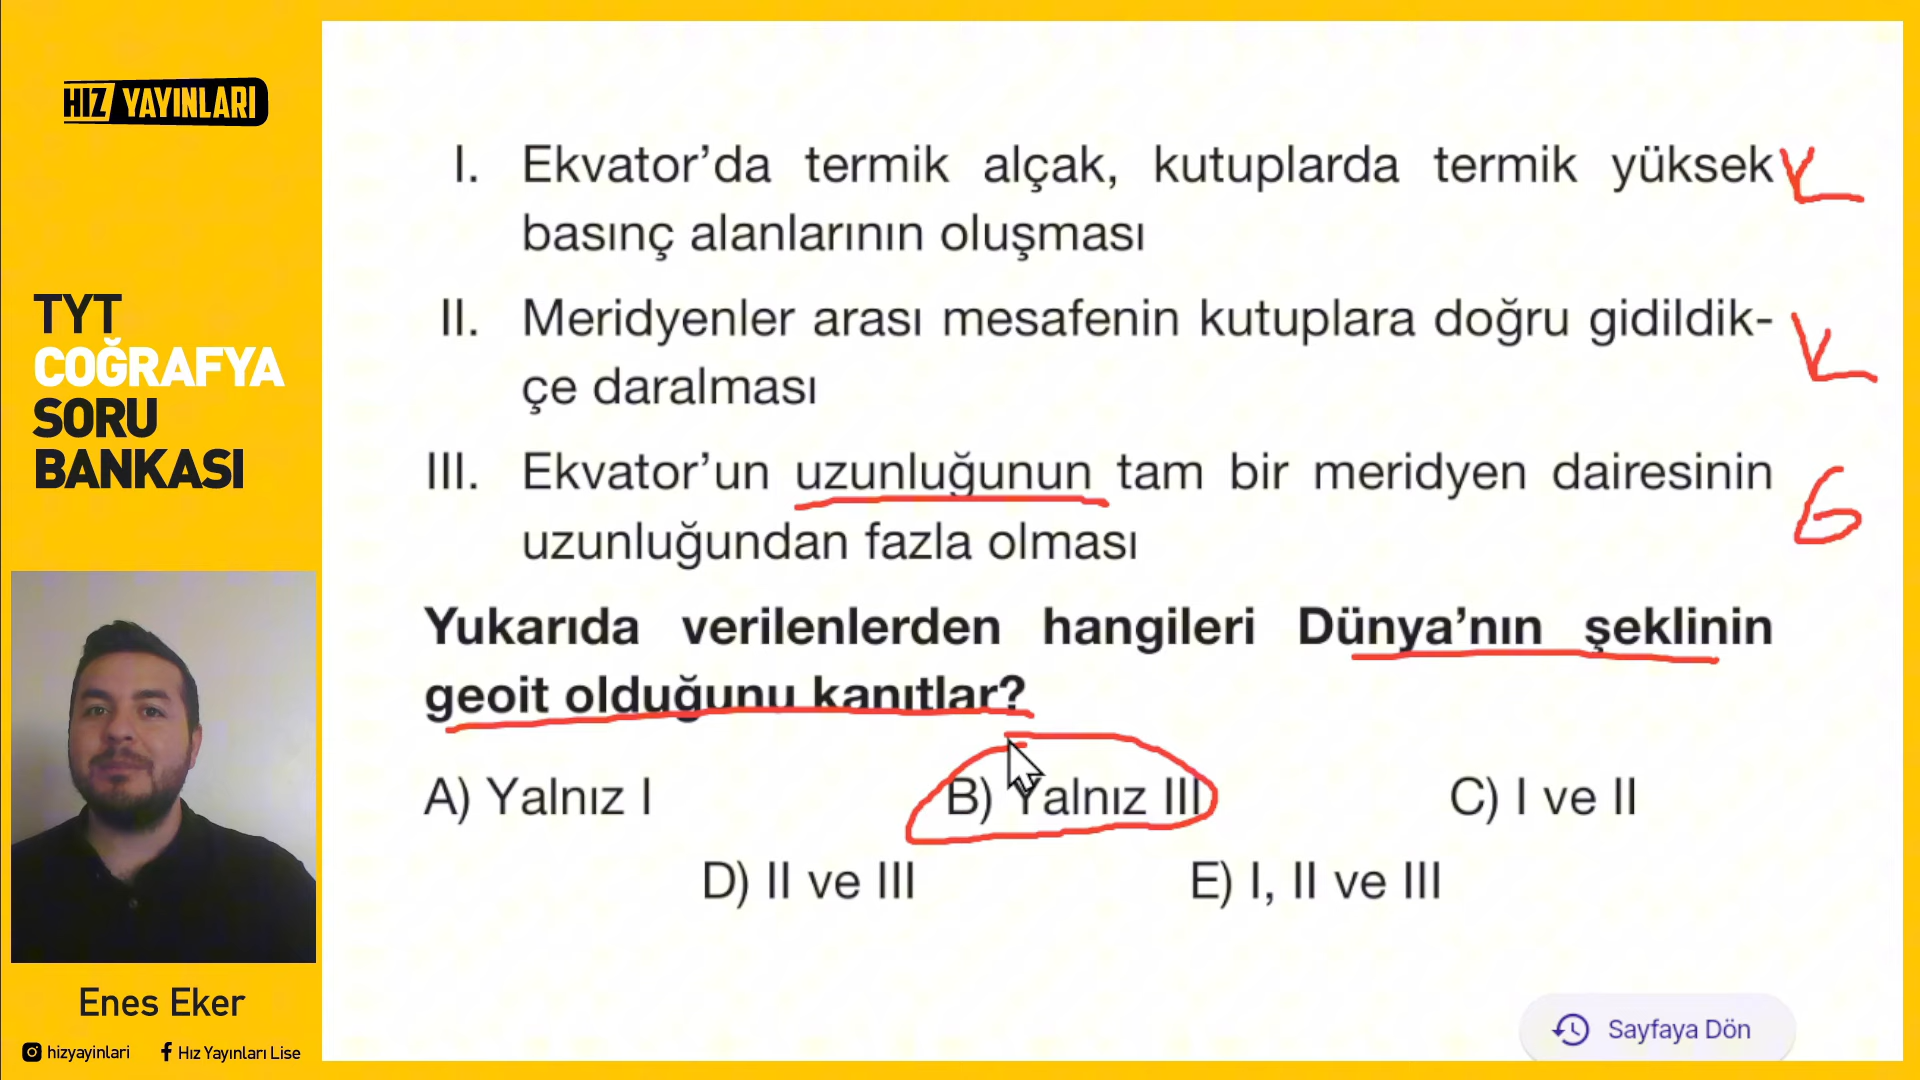 HIZ YAYINLARI
TYT
COĞRAFYA
SORU
BANKASI
Enes Eker
hizyayinlari
Hız Yayınları Lise
I. Ekvator'da termik alçak, kutuplarda termik yüksek K
basınç alanlarının oluşması
II. Meridyenler arası mesafenin kutuplara doğru gidildik- K
çe daralması
III. Ekvator'un uzunluğunun tam bir meridyen dairesinin G
uzunluğundan fazla olması
Yukarıda verilenlerden hangileri Dünya'nın şeklinin
geoit olduğunu kanıtlar?
A) Yalnız I B) Yalnız III C) I ve II
D) II ve III E) I, II ve III
Sayfaya Dön